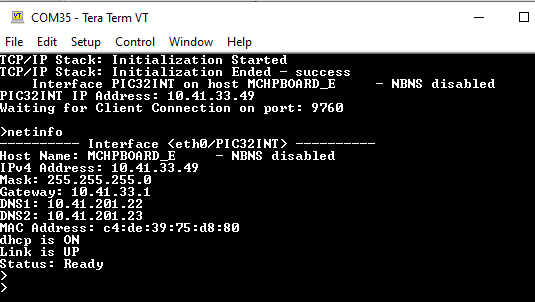 COM35 - Tera Term VT
File Edit Setup Control Window Help
TCP/IP Stack: Initialization Started
TCP/IP Stack: Initialization Ended - success
    Interface PIC32INT on host MCHPBOARD_E     - NBNS disabled
PIC32INT IP Address: 10.41.33.49
Waiting for Client Connection on port: 9760

>netinfo
---------- Interface <eth0/PIC32INT> ----------
Host Name: MCHPBOARD_E     - NBNS disabled
IPv4 Address: 10.41.33.49
Mask: 255.255.255.0
Gateway: 10.41.33.1
DNS1: 10.41.201.22
DNS2: 10.41.201.23
MAC Address: c4:de:39:75:d8:80
dhcp is ON
Link is UP
Status: Ready
>
>